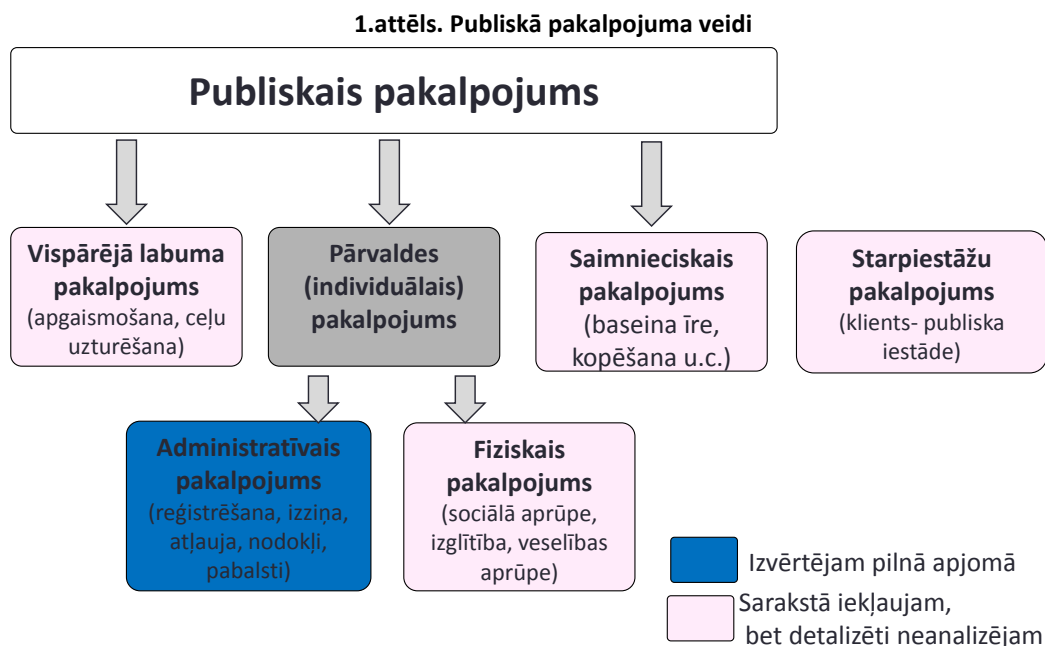 1.attēls. Publiskā pakalpojuma veidi
Publiskais pakalpojums
Vispārējā labuma
pakalpojums
(apgaismošana, ceļu
uzturēšana)
Pārvaldes
(individuālais)
pakalpojums
Saimnieciskais
pakalpojums
(baseina īre,
kopēšana u.c.)
Starpiestāžu
pakalpojums
(klients- publiska
iestāde)
Administratīvais
pakalpojums
(reģistrēšana, izziņa,
atļauja, nodokļi,
pabalsti)
Fiziskais
pakalpojums
(sociālā aprūpe,
izglītība, veselības
aprūpe)
Izvērtējam pilnā apjomā
Sarakstā iekļaujam,
bet detalizēti neanalizējam